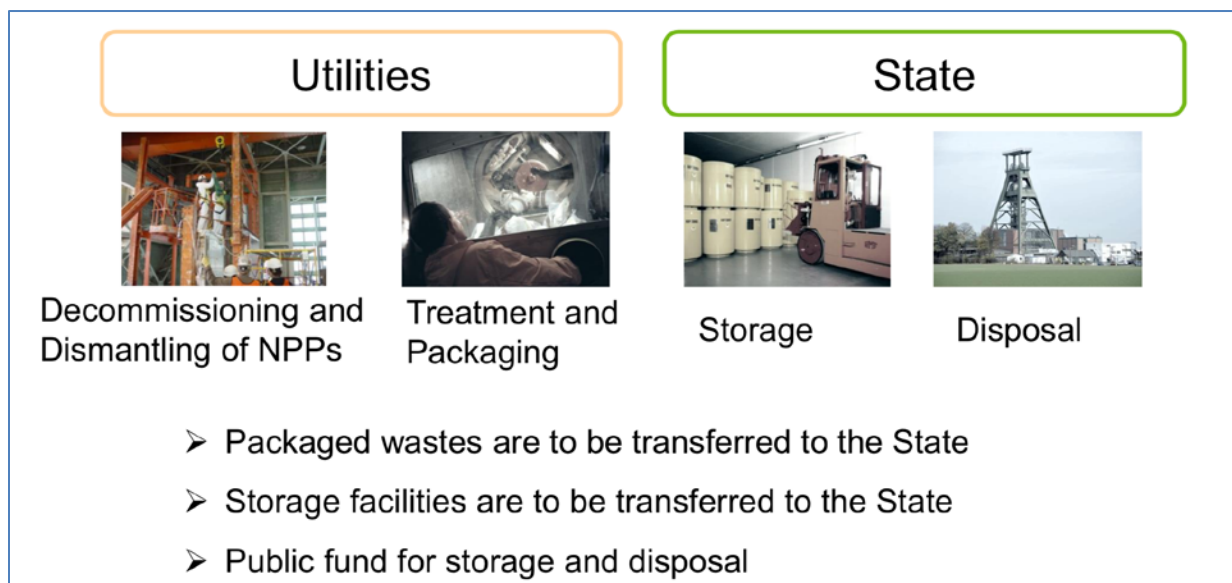 Utilities
State
Decommissioning and
Dismantling of NPPs
Treatment and
Packaging
Storage
Disposal
➢ Packaged wastes are to be transferred to the State
➢ Storage facilities are to be transferred to the State
➢ Public fund for storage and disposal